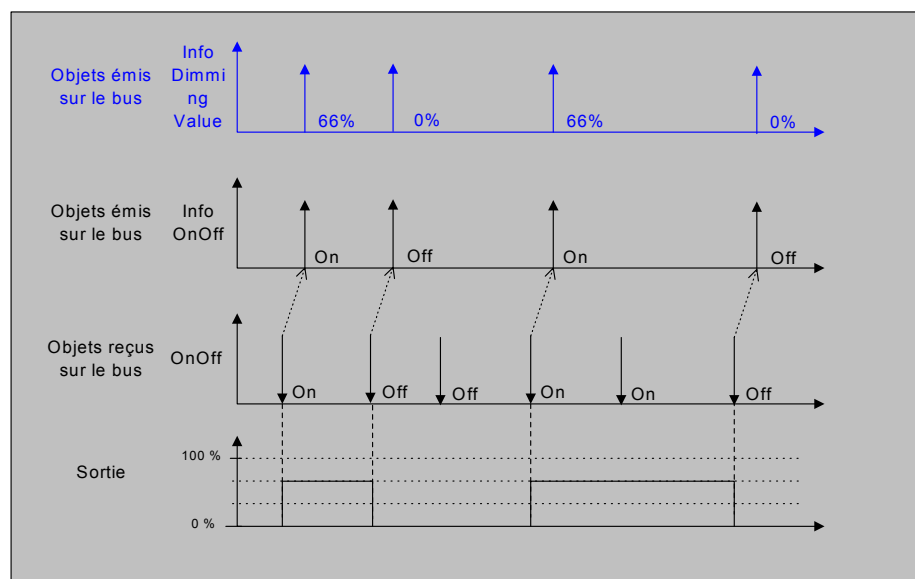 Objets émis
sur le bus
Info
Dimmi
ng
Value
66%
0%
66%
0%
Objets émis
sur le bus
Info
OnOff
On
Off
On
Off
Objets reçus
sur le bus
OnOff
On
Off
Off
On
On
Off
Sortie
100 %
0 %